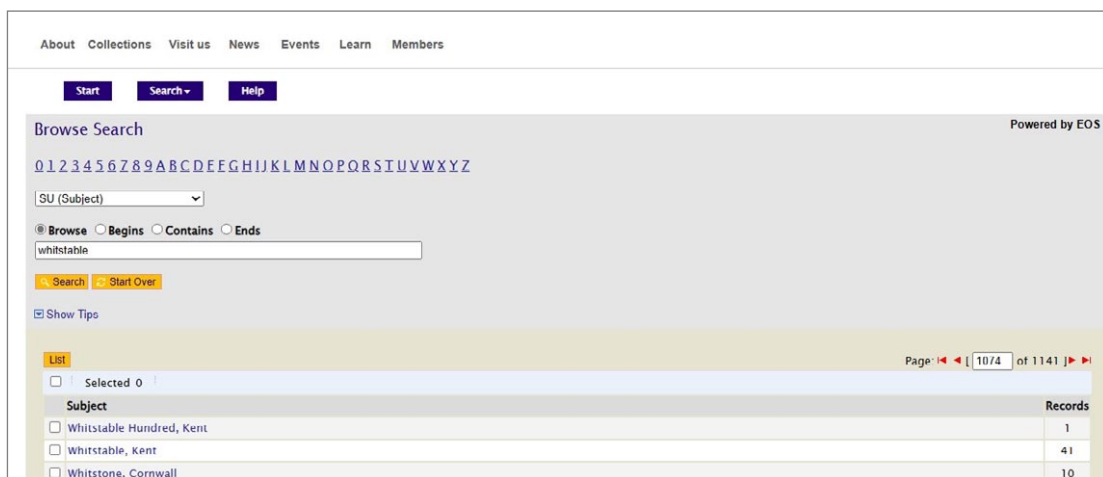 About Collections Visit us News Events Learn Members
Start Search Help
Browse Search Powered by EOS
0 1 2 3 4 5 6 7 8 9 A B C D E F G H I J K L M N O P Q R S T U V W X Y Z
SU (Subject)
Browse Begins Contains Ends
whitstable
Search Start Over
Show Tips
List Page: [ 1074 of 1141 ]
Selected 0
Subject Records
Whitstable Hundred, Kent 1
Whitstable, Kent 41
Whitstone, Cornwall 10